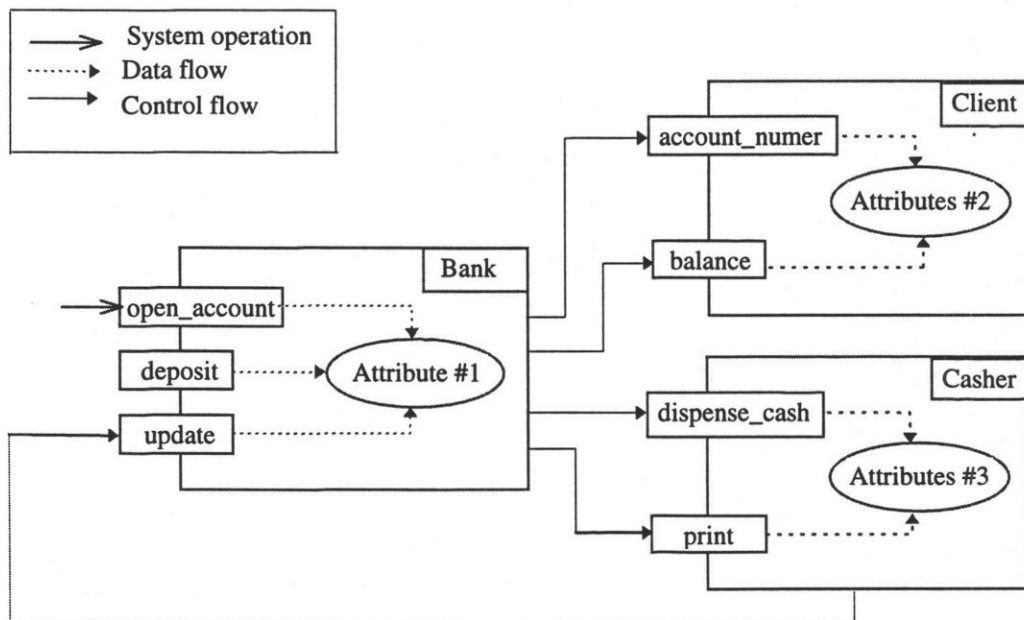 System operation
Data flow
Control flow
Client
account_numer
Attributes #2
balance
Bank
open_account
deposit
Attribute #1
update
Casher
dispense_cash
Attributes #3
print